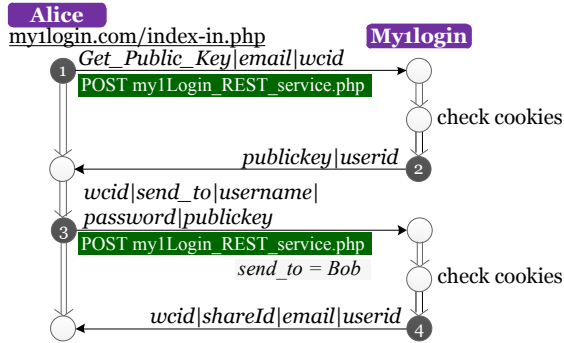 Alice
my1login.com/index-in.php
My1login
Get_Public_Key|email|wcid
1
POST my1Login_REST_service.php
check cookies
publickey|userid
2
wcid|send_to|username|
password|publickey
3
POST my1Login_REST_service.php
send_to = Bob
check cookies
wcid|shareId|email|userid
4